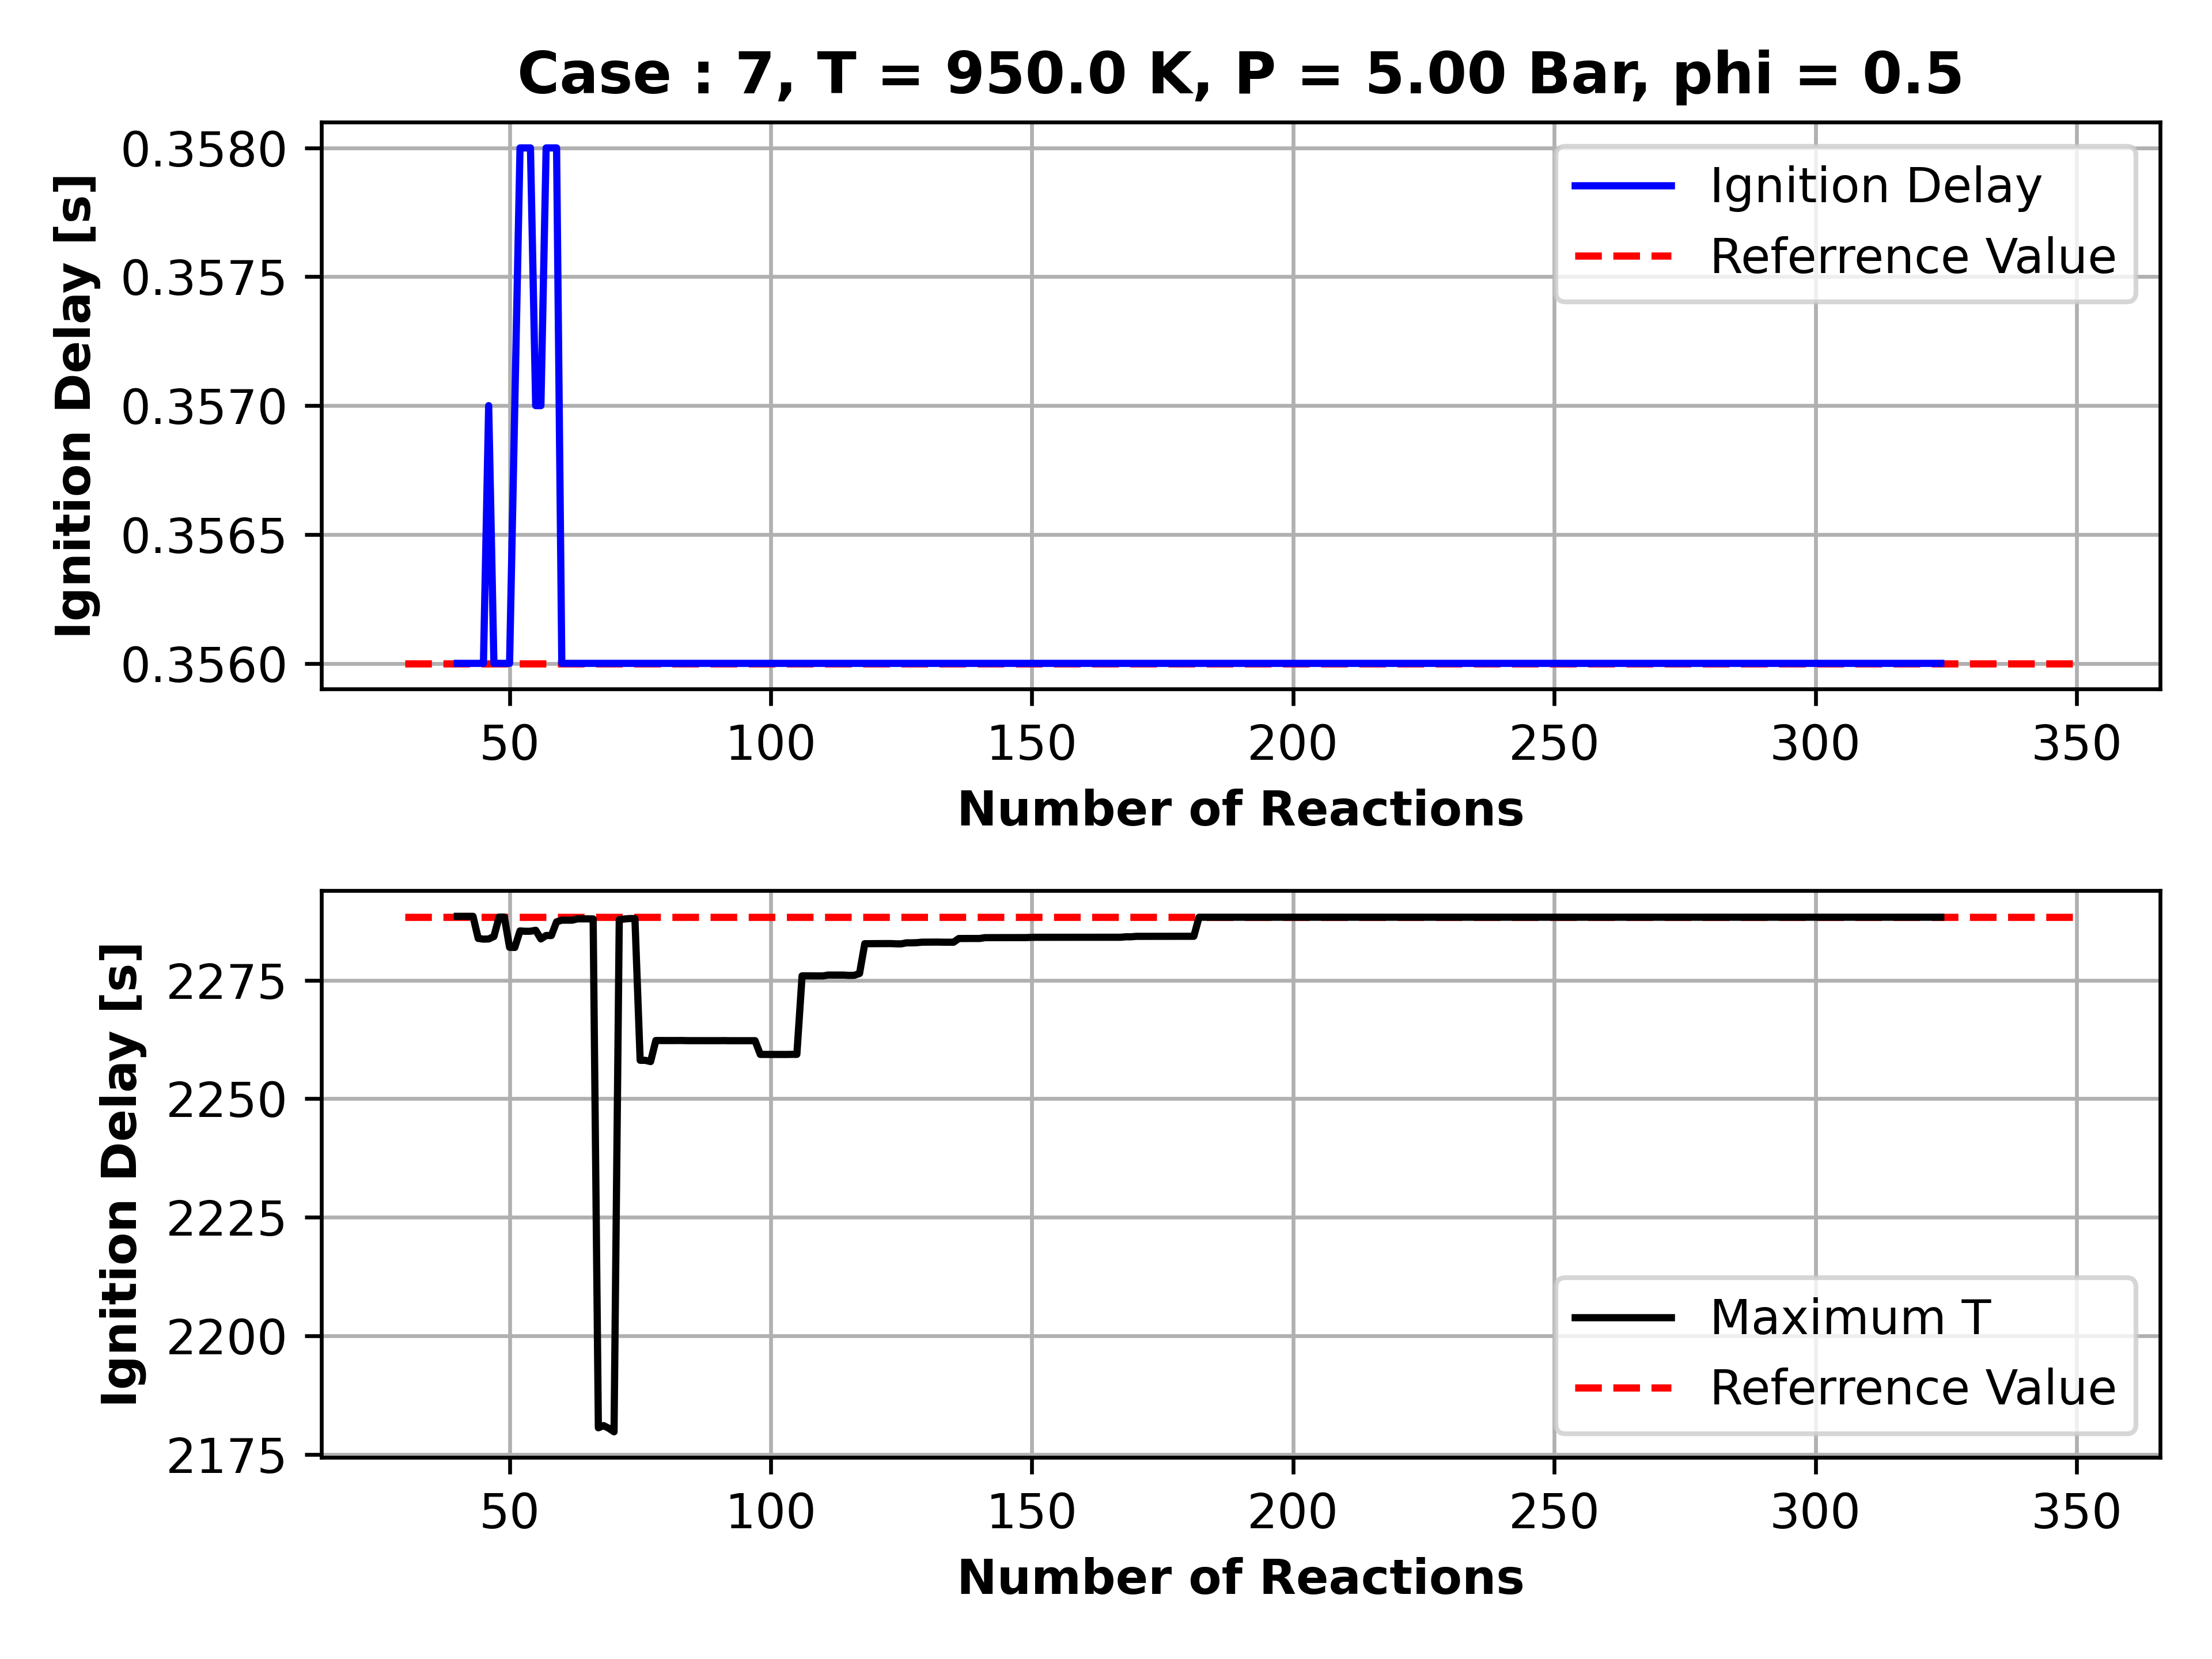 Case : 7, T = 950.0 K, P = 5.00 Bar, phi = 0.5
Ignition Delay [s]
0.3580
0.3575
0.3570
0.3565
0.3560
Ignition Delay
Referrence Value
50 100 150 200 250 300 350
Number of Reactions
Ignition Delay [s]
2275
2250
2225
2200
2175
Maximum T
Referrence Value
50 100 150 200 250 300 350
Number of Reactions